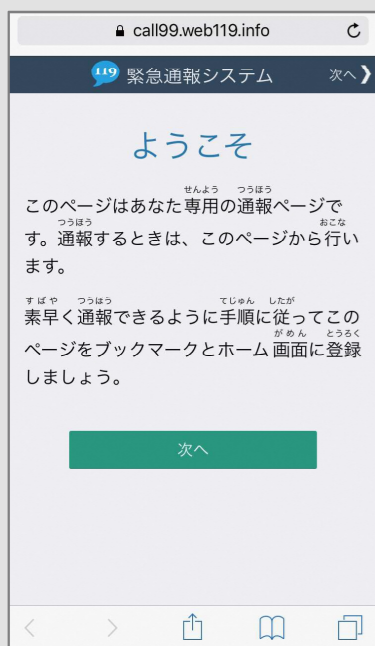 call99.web119.info
119 緊急通報システム 次へ
ようこそ
せんよう つうほう
このページはあなた専用の通報ページで
つうほう おこな
す。通報するときは、このページから行い
ます。
すばや つうほう てじゅん したが
素早く通報できるように手順に従ってこの
がめん とうろく
ページをブックマークとホーム画面に登録
しましょう。
次へ